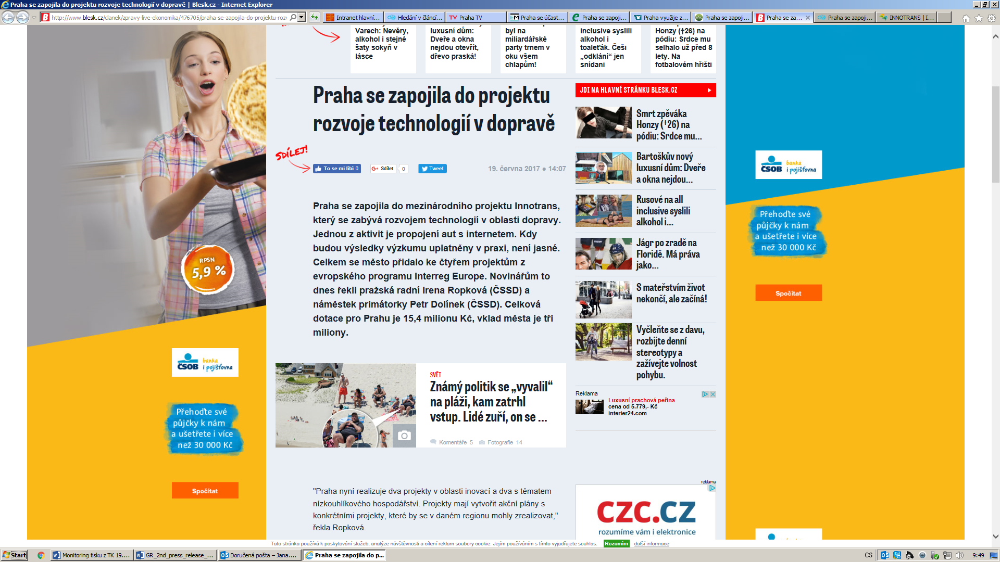 Praha se zapojila do projektu rozvoje technologií v dopravě | Blesk.cz - Internet Explorer
http://www.blesk.cz/clanek/zpravy-live-ekonomika/476705/praha-se-zapojila-do-projektu-rozv
Intranet hlavní...
Hledání v článcí...
Praha TV
Praha se účast...
Praha se zapoji...
Praha využije z...
Praha se zapoji...
Praha se za...
Praha se zapoji...
INNOTRANS | I...
Varech: Nevěry,
alkohol i stejné
šaty sokyň v
lásce
luxusní dům:
Dveře a okna
nejdou otevřít,
dřevo praská!
byl na
miliardářské
party trnem v
oku všem
chlapům!
inclusive syslili
alkohol i
toaleťák. Češi
„odklání“ jen
snídani
Honzy (†26) na
pódiu: Srdce mu
selhalo už před 8
lety. Na
fotbalovém hřišti
Praha se zapojila do projektu
rozvoje technologií v dopravě
SDÍLEJ!
To se mi líbí 0
G+ Sdílet 0
Tweet
19. června 2017 ● 14:07
Praha se zapojila do mezinárodního projektu Innotrans,
který se zabývá rozvojem technologií v oblasti dopravy.
Jednou z aktivit je propojení aut s internetem. Kdy
budou výsledky výzkumu uplatněny v praxi, není jasné.
Celkem se město přidalo ke čtyřem projektům z
evropského programu Interreg Europe. Novinářům to
dnes řekli pražská radní Irena Ropková (ČSSD) a
náměstek primátorky Petr Dolínek (ČSSD). Celková
dotace pro Prahu je 15,4 milionu Kč, vklad města je tři
miliony.
SVĚT
Známý politik se „vyvalil“
na pláži, kam zatrhl
vstup. Lidé zuří, on se ...
Komentáře 5 Fotografie 14
"Praha nyní realizuje dva projekty v oblasti inovací a dva s tématem
nízkouhlíkového hospodářství. Projekty mají vytvořit akční plány s
konkrétními projekty, které by se v daném regionu mohly zrealizovat,"
řekla Ropková.
JDI NA HLAVNÍ STRÁNKU BLESK.CZ
Smrt zpěváka
Honzy (†26) na
pódiu: Srdce mu...
Bartoškův nový
luxusní dům: Dveře
a okna nejdou...
Rusové na all
inclusive syslili
alkohol i...
Jágr po zradě na
Floridě. Má práva
jako...
S mateřstvím život
nekončí, ale začíná!
Vyčleňte se z davu,
rozbijte denní
stereotypy a
zažívejte volnost
pohybu.
Reklama
Luxusní prachová peřina
cena od 5.779,- Kč
interier24.com
reklama
CZC.CZ
rozumíme vám i elektronice
RPSN
5,9 %
ČSOB banka
i pojišťovna
Přehoďte své
půjčky k nám
a ušetřete i více
než 30 000 Kč
Spočítat
ČSOB banka
i pojišťovna
Přehoďte své
půjčky k nám
a ušetřete i více
než 30 000 Kč
Spočítat
banka
Tato stránka používá k poskytování služeb, analýze návštěvnosti a cílení reklam soubory cookie. Jejím používáním s tímto vyjadřujete souhlas. Rozumím další informace
Start
Monitoring tisku z TK 19....
GR_2nd_press_release_...
Doručená pošta – Jana....
Praha se zapojila do p...
CS
9:49